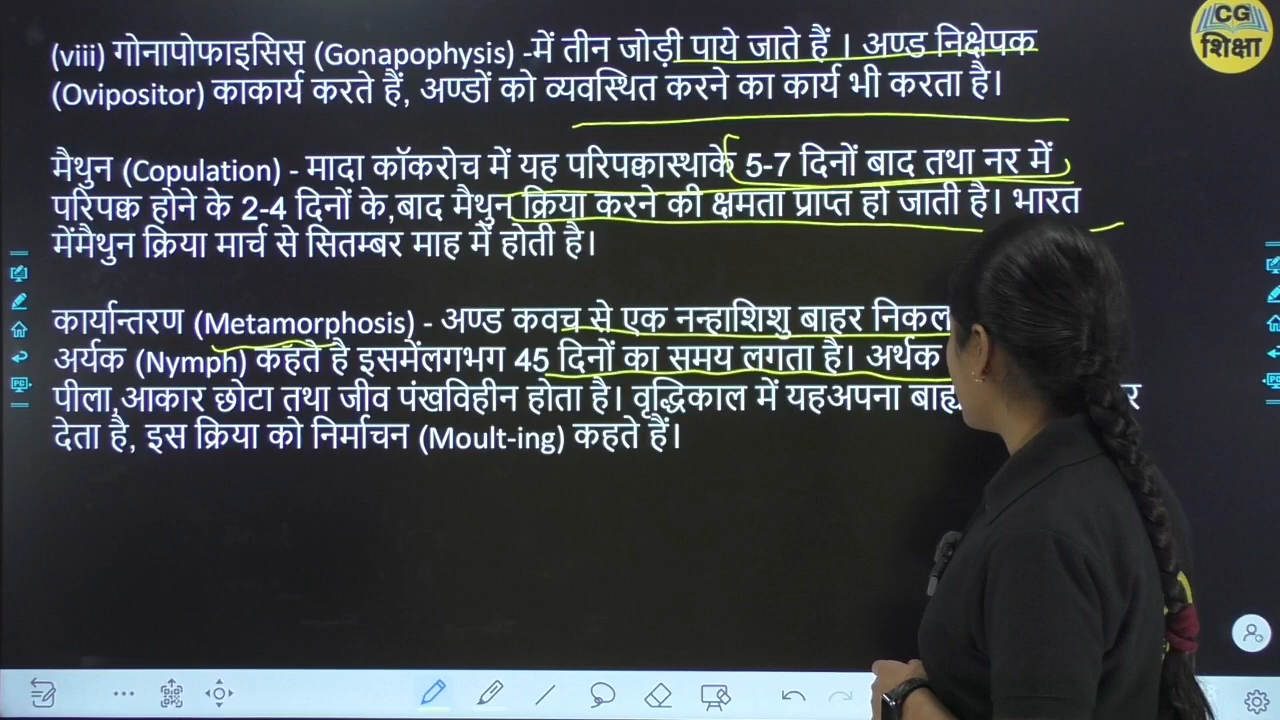 CG
शिक्षा
(viii) गोनापोफाइसिस (Gonapophysis) -में तीन जोड़ी पाये जाते हैं । अण्ड निक्षेपक
(Ovipositor) काकार्य करते हैं, अण्डों को व्यवस्थित करने का कार्य भी करता है।
मैथुन (Copulation) - मादा कॉकरोच में यह परिपक्कास्थाके 5-7 दिनों बाद तथा नर में
परिपक्क होने के 2-4 दिनों के,बाद मैथुन क्रिया करने की क्षमता प्राप्त हो जाती है। भारत
मेंमैथुन क्रिया मार्च से सितम्बर माह में होती है।
कार्यान्तरण (Metamorphosis) - अण्ड कवच से एक नन्हाशिशु बाहर निकल
अर्यक (Nymph) कहते है इसमेंलगभग 45 दिनों का समय लगता है। अर्थक
पीला,आकार छोटा तथा जीव पंखविहीन होता है। वृद्धिकाल में यहअपना बाह्य
देता है, इस क्रिया को निर्माचन (Moult-ing) कहते हैं।